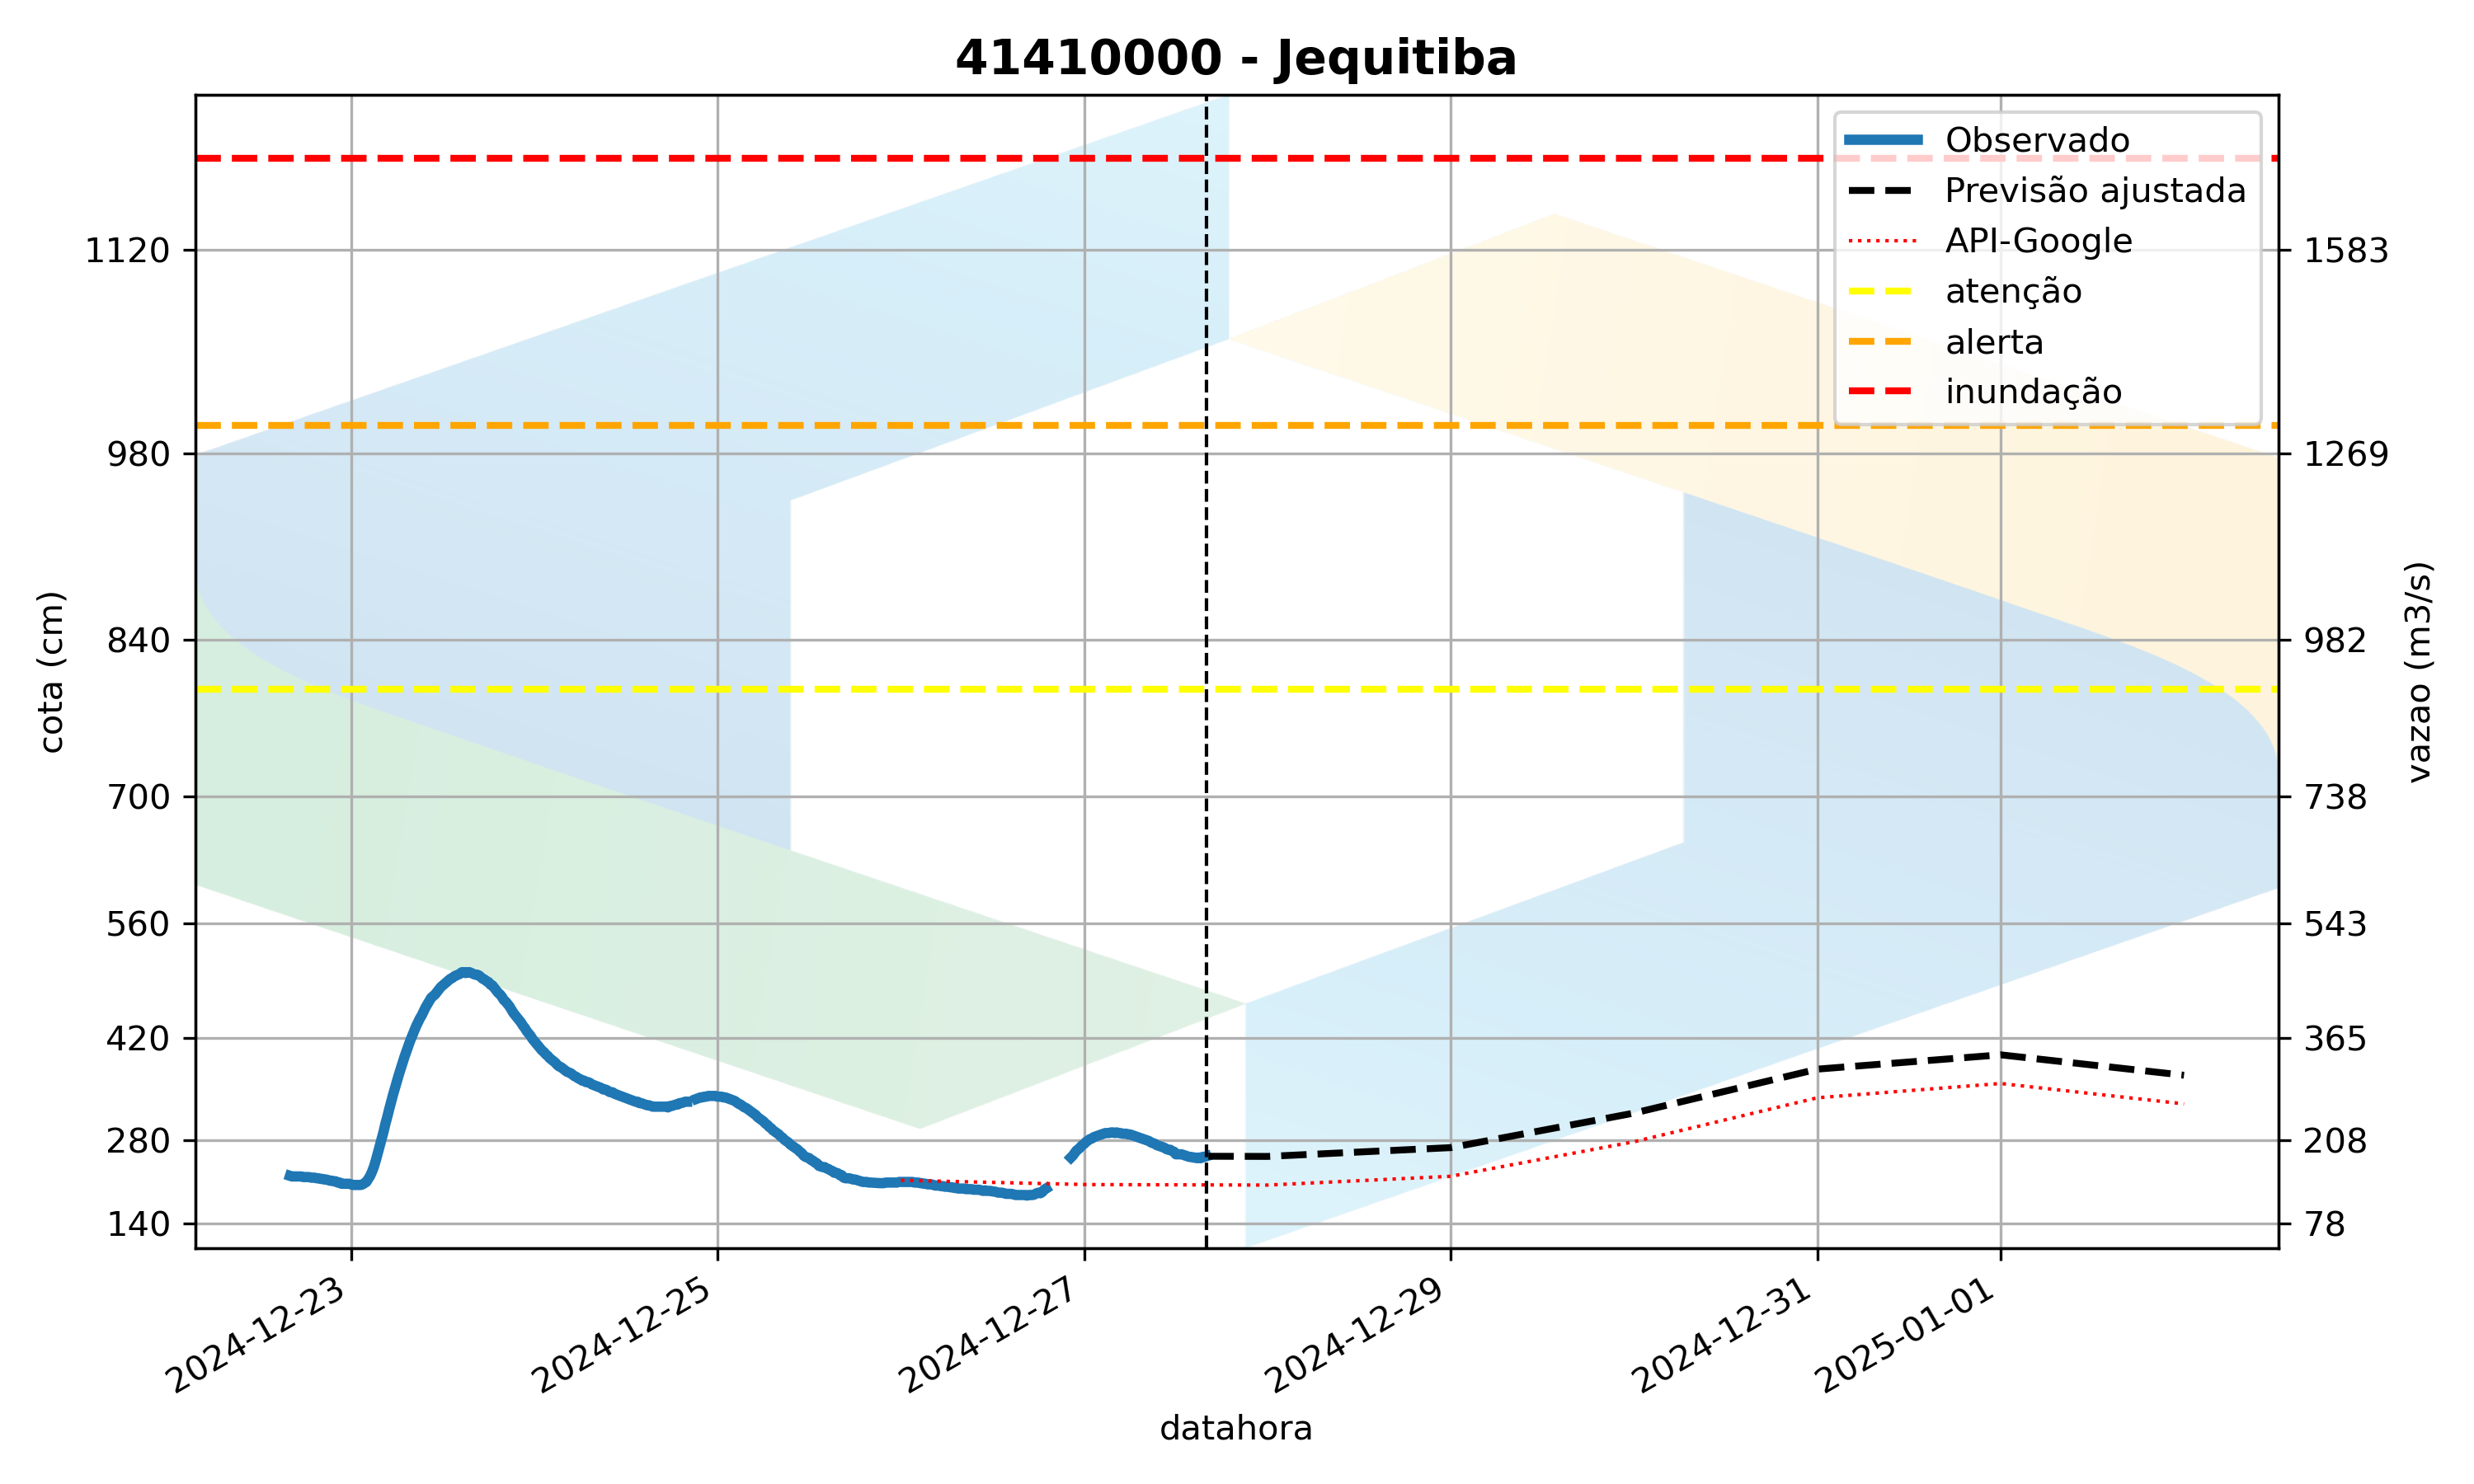 41410000 - Jequitiba
Observado
Previsão ajustada
API-Google
atenção
alerta
inundação
1120
980
840
700
560
420
280
140
cota (cm)
1583
1269
982
738
543
365
208
78
vazao (m3/s)
2024-12-23
2024-12-25
2024-12-27
2024-12-29
2024-12-31
2025-01-01
datahora